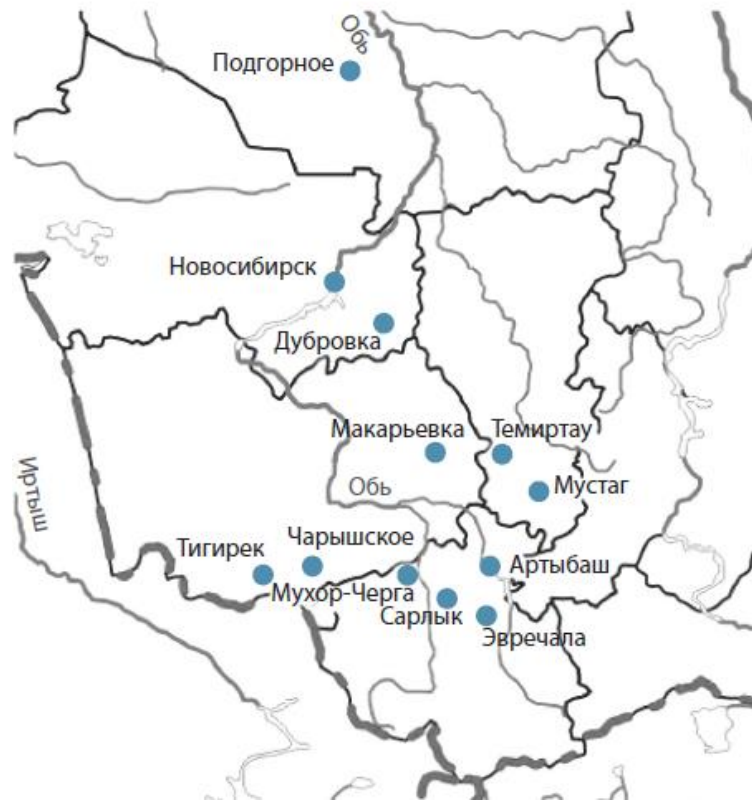 Обь
Подгорное
Новосибирск
Дубровка
Макарьевка
Темиртау
Мустаг
Обь
Иртыш
Чарышское
Тигирек
Артыбаш
Мухор-Черга
Сарлык
Эвречала